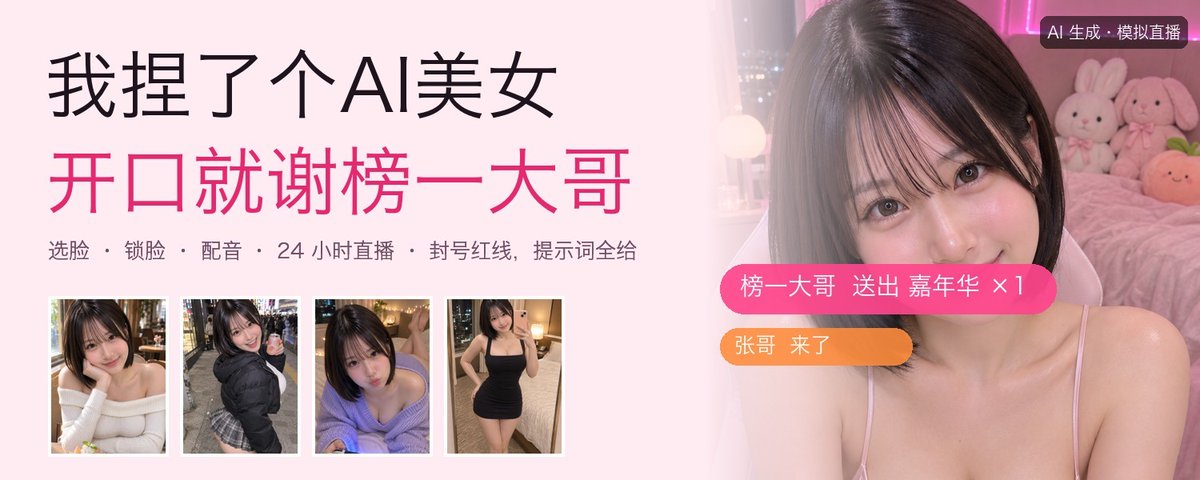 我捏了个AI美女
开口就谢榜一大哥
选脸 · 锁脸 · 配音 · 24 小时直播 · 封号红线，提示词全给
AI 生成·模拟直播
榜一大哥 送出 嘉年华 ×1
张哥 来了